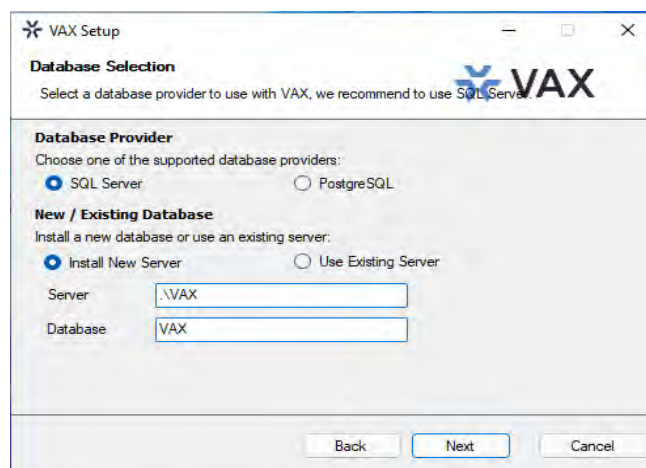 VAX Setup
Database Selection
Select a database provider to use with VAX, we recommend to use SQL Server.
VAX
Database Provider
Choose one of the supported database providers:
SQL Server PostgreSQL
New / Existing Database
Install a new database or use an existing server:
Install New Server Use Existing Server
Server .\VAX
Database VAX
Back Next Cancel